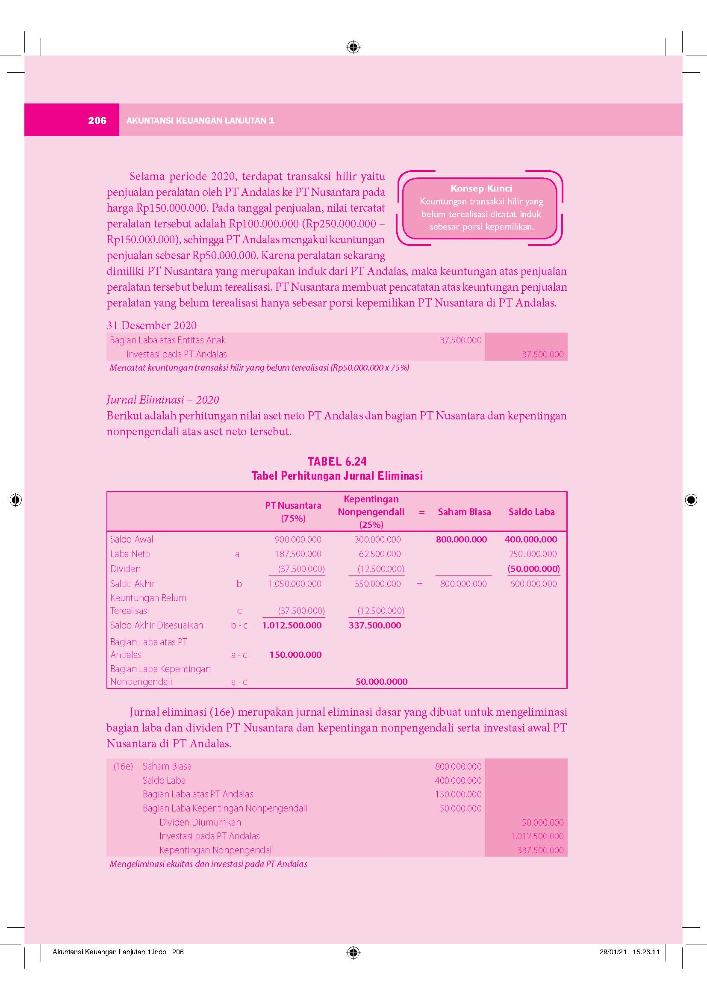 206 AKUNTANSI KEUANGAN LANJUTAN 1
Selama periode 2020, terdapat transaksi hilir yaitu
penjualan peralatan oleh PT Andalas ke PT Nusantara pada
harga Rp150.000.000. Pada tanggal penjualan, nilai tercatat
peralatan tersebut adalah Rp100.000.000 (Rp250.000.000 –
Rp150.000.000), sehingga PT Andalas mengakui keuntungan
penjualan sebesar Rp50.000.000. Karena peralatan sekarang
dimiliki PT Nusantara yang merupakan induk dari PT Andalas, maka keuntungan atas penjualan
peralatan tersebut belum terealisasi. PT Nusantara membuat pencatatan atas keuntungan penjualan
peralatan yang belum terealisasi hanya sebesar porsi kepemilikan PT Nusantara di PT Andalas.
Konsep Kunci
Keuntungan transaksi hilir yang
belum terealisasi dicatat induk
sebesar porsi kepemilikan.
31 Desember 2020
Bagian Laba atas Entitas Anak 37.500.000
Investasi pada PT Andalas 37.500.000
Mencatat keuntungan transaksi hilir yang belum terealisasi (Rp50.000.000 x 75%)
Jurnal Eliminasi – 2020
Berikut adalah perhitungan nilai aset neto PT Andalas dan bagian PT Nusantara dan kepentingan
nonpengendali atas aset neto tersebut.
TABEL 6.24
Tabel Perhitungan Jurnal Eliminasi
PT Nusantara
(75%)
Kepentingan
Nonpengendali
(25%)
= Saham Biasa Saldo Laba
Saldo Awal 900.000.000 300.000.000 800.000.000 400.000.000
Laba Neto a 187.500.000 62.500.000 250..000.000
Dividen (37.500.000) (12.500.000) (50.000.000)
Saldo Akhir b 1.050.000.000 350.000.000 = 800.000.000 600.000.000
Keuntungan Belum
Terealisasi c (37.500.000) (12.500.000)
Saldo Akhir Disesuaikan b - c 1.012.500.000 337.500.000
Bagian Laba atas PT
Andalas a - c 150.000.000
Bagian Laba Kepentingan
Nonpengendali a - c 50.000.0000
Jurnal eliminasi (16e) merupakan jurnal eliminasi dasar yang dibuat untuk mengeliminasi
bagian laba dan dividen PT Nusantara dan kepentingan nonpengendali serta investasi awal PT
Nusantara di PT Andalas.
(16e) Saham Biasa 800.000.000
Saldo Laba 400.000.000
Bagian Laba atas PT Andalas 150.000.000
Bagian Laba Kepentingan Nonpengendali 50.000.000
Dividen Diumumkan 50.000.000
Investasi pada PT Andalas 1.012.500.000
Kepentingan Nonpengendali 337.500.000
Mengeliminasi ekuitas dan investasi pada PT Andalas
Akuntansi Keuangan Lanjutan 1.indb 206 29/01/21 15:23:11